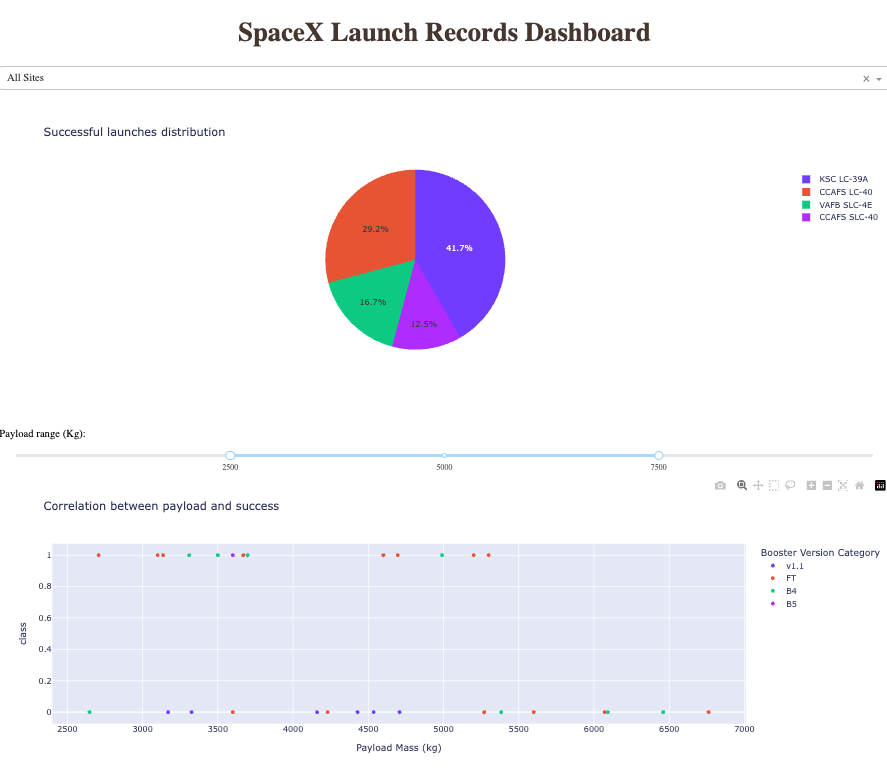 SpaceX Launch Records Dashboard
All Sites
Successful launches distribution
KSC LC-39A
CCAFS LC-40
VAFB SLC-4E
CCAFS SLC-40
29.2%
41.7%
16.7%
12.5%
Payload range (Kg):
2500 5000 7500
Correlation between payload and success
Booster Version Category
v1.1
FT
B4
B5
class
1
0.8
0.6
0.4
0.2
0
2500 3000 3500 4000 4500 5000 5500 6000 6500 7000
Payload Mass (kg)